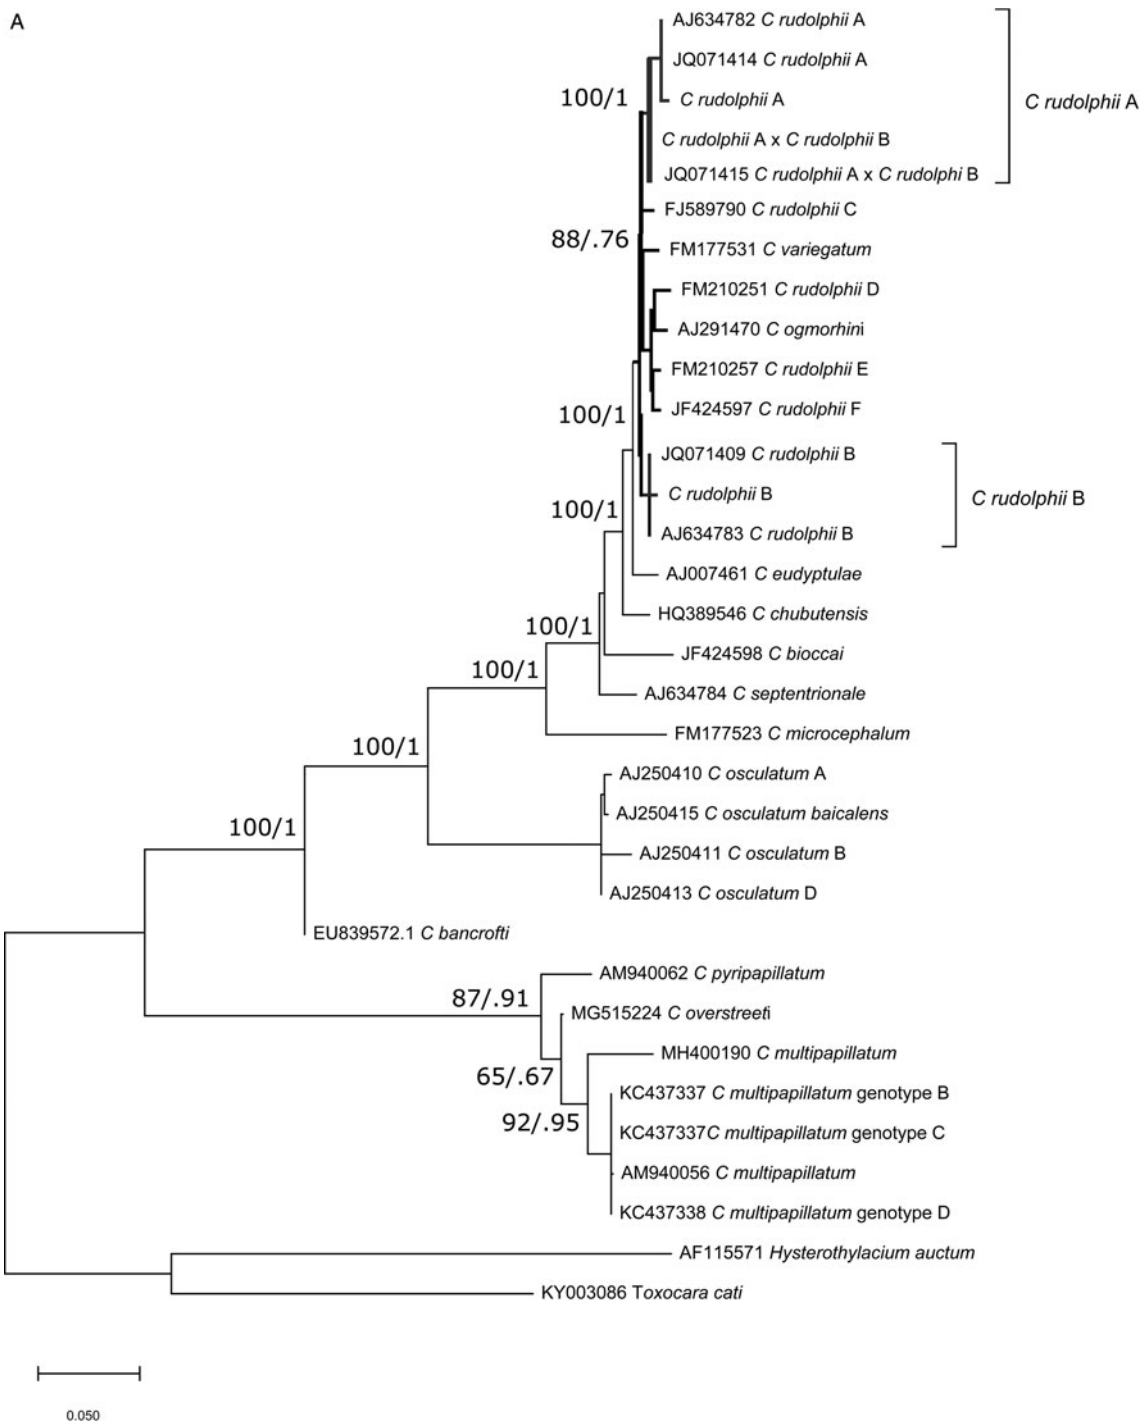 A
AJ634782 C rudolphii A
JQ071414 C rudolphii A
100/1
C rudolphii A
C rudolphii A
C rudolphii A x C rudolphii B
JQ071415 C rudolphii A x C rudolphi B
FJ589790 C rudolphii C
88/.76
FM177531 C variegatum
FM210251 C rudolphii D
AJ291470 C ogmorhini
FM210257 C rudolphii E
100/1
JF424597 C rudolphii F
JQ071409 C rudolphii B
C rudolphii B
C rudolphii B
100/1
AJ634783 C rudolphii B
AJ007461 C eudyptulae
HQ389546 C chubutensis
100/1
JF424598 C bioccai
100/1
AJ634784 C septentrionale
FM177523 C microcephalum
100/1
AJ250410 C osculatum A
AJ250415 C osculatum baicalens
100/1
AJ250411 C osculatum B
AJ250413 C osculatum D
EU839572.1 C bancrofti
AM940062 C pyripapillatum
87/.91
MG515224 C overstreeti
MH400190 C multipapillatum
65/.67
KC437337 C multipapillatum genotype B
92/.95
KC437337C multipapillatum genotype C
AM940056 C multipapillatum
KC437338 C multipapillatum genotype D
AF115571 Hysterothylacium auctum
KY003086 Toxocara cati
0.050